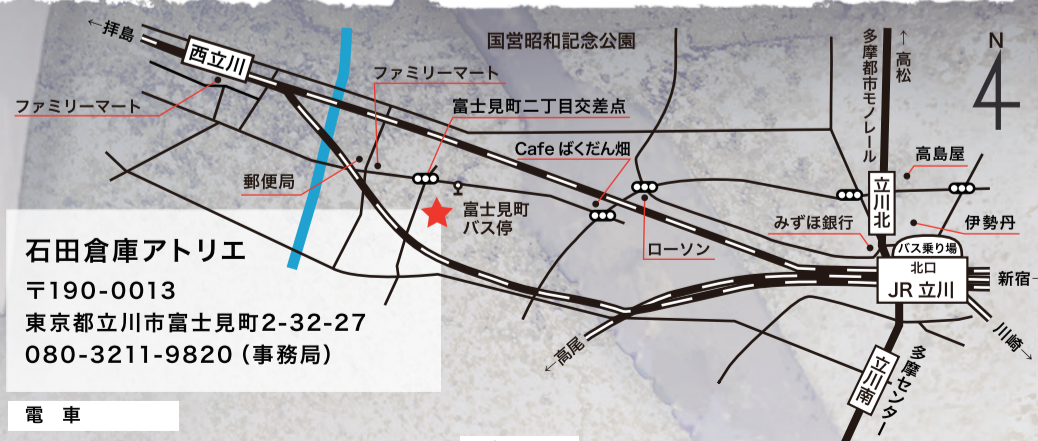 ←拝島
西立川
国営昭和記念公園
多摩都市モノレール
↑高松
N
ファミリーマート
ファミリーマート
富士見町二丁目交差点
Cafe ばくだん畑
高島屋
郵便局
立川北
富士見町
バス停
みずほ銀行
伊勢丹
ローソン
バス乗り場
北口
JR 立川
新宿
石田倉庫アトリエ
〒190-0013
東京都立川市富士見町2-32-27
080-3211-9820（事務局）
←高尾
川崎→
立川南
多摩センター
電 車